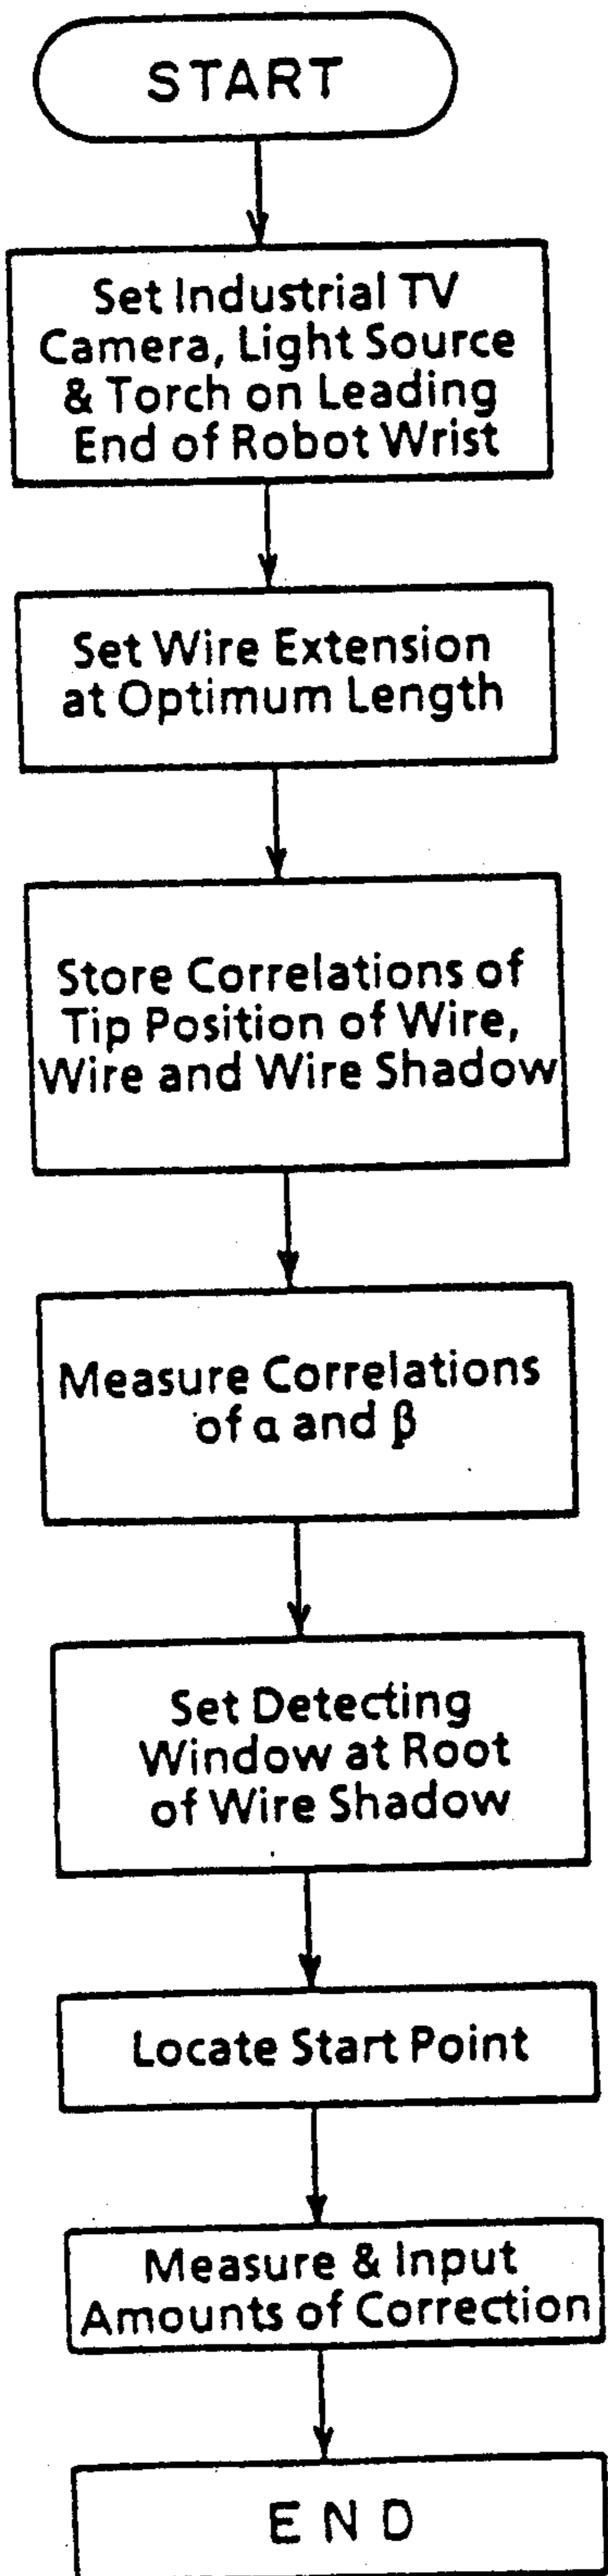 START
Set Industrial TV
Camera, Light Source
& Torch on Leading
End of Robot Wrist
Set Wire Extension
at Optimum Length
Store Correlations of
Tip Position of Wire,
Wire and Wire Shadow
Measure Correlations
of α and β
Set Detecting
Window at Root
of Wire Shadow
Locate Start Point
Measure & Input
Amounts of Correction
END